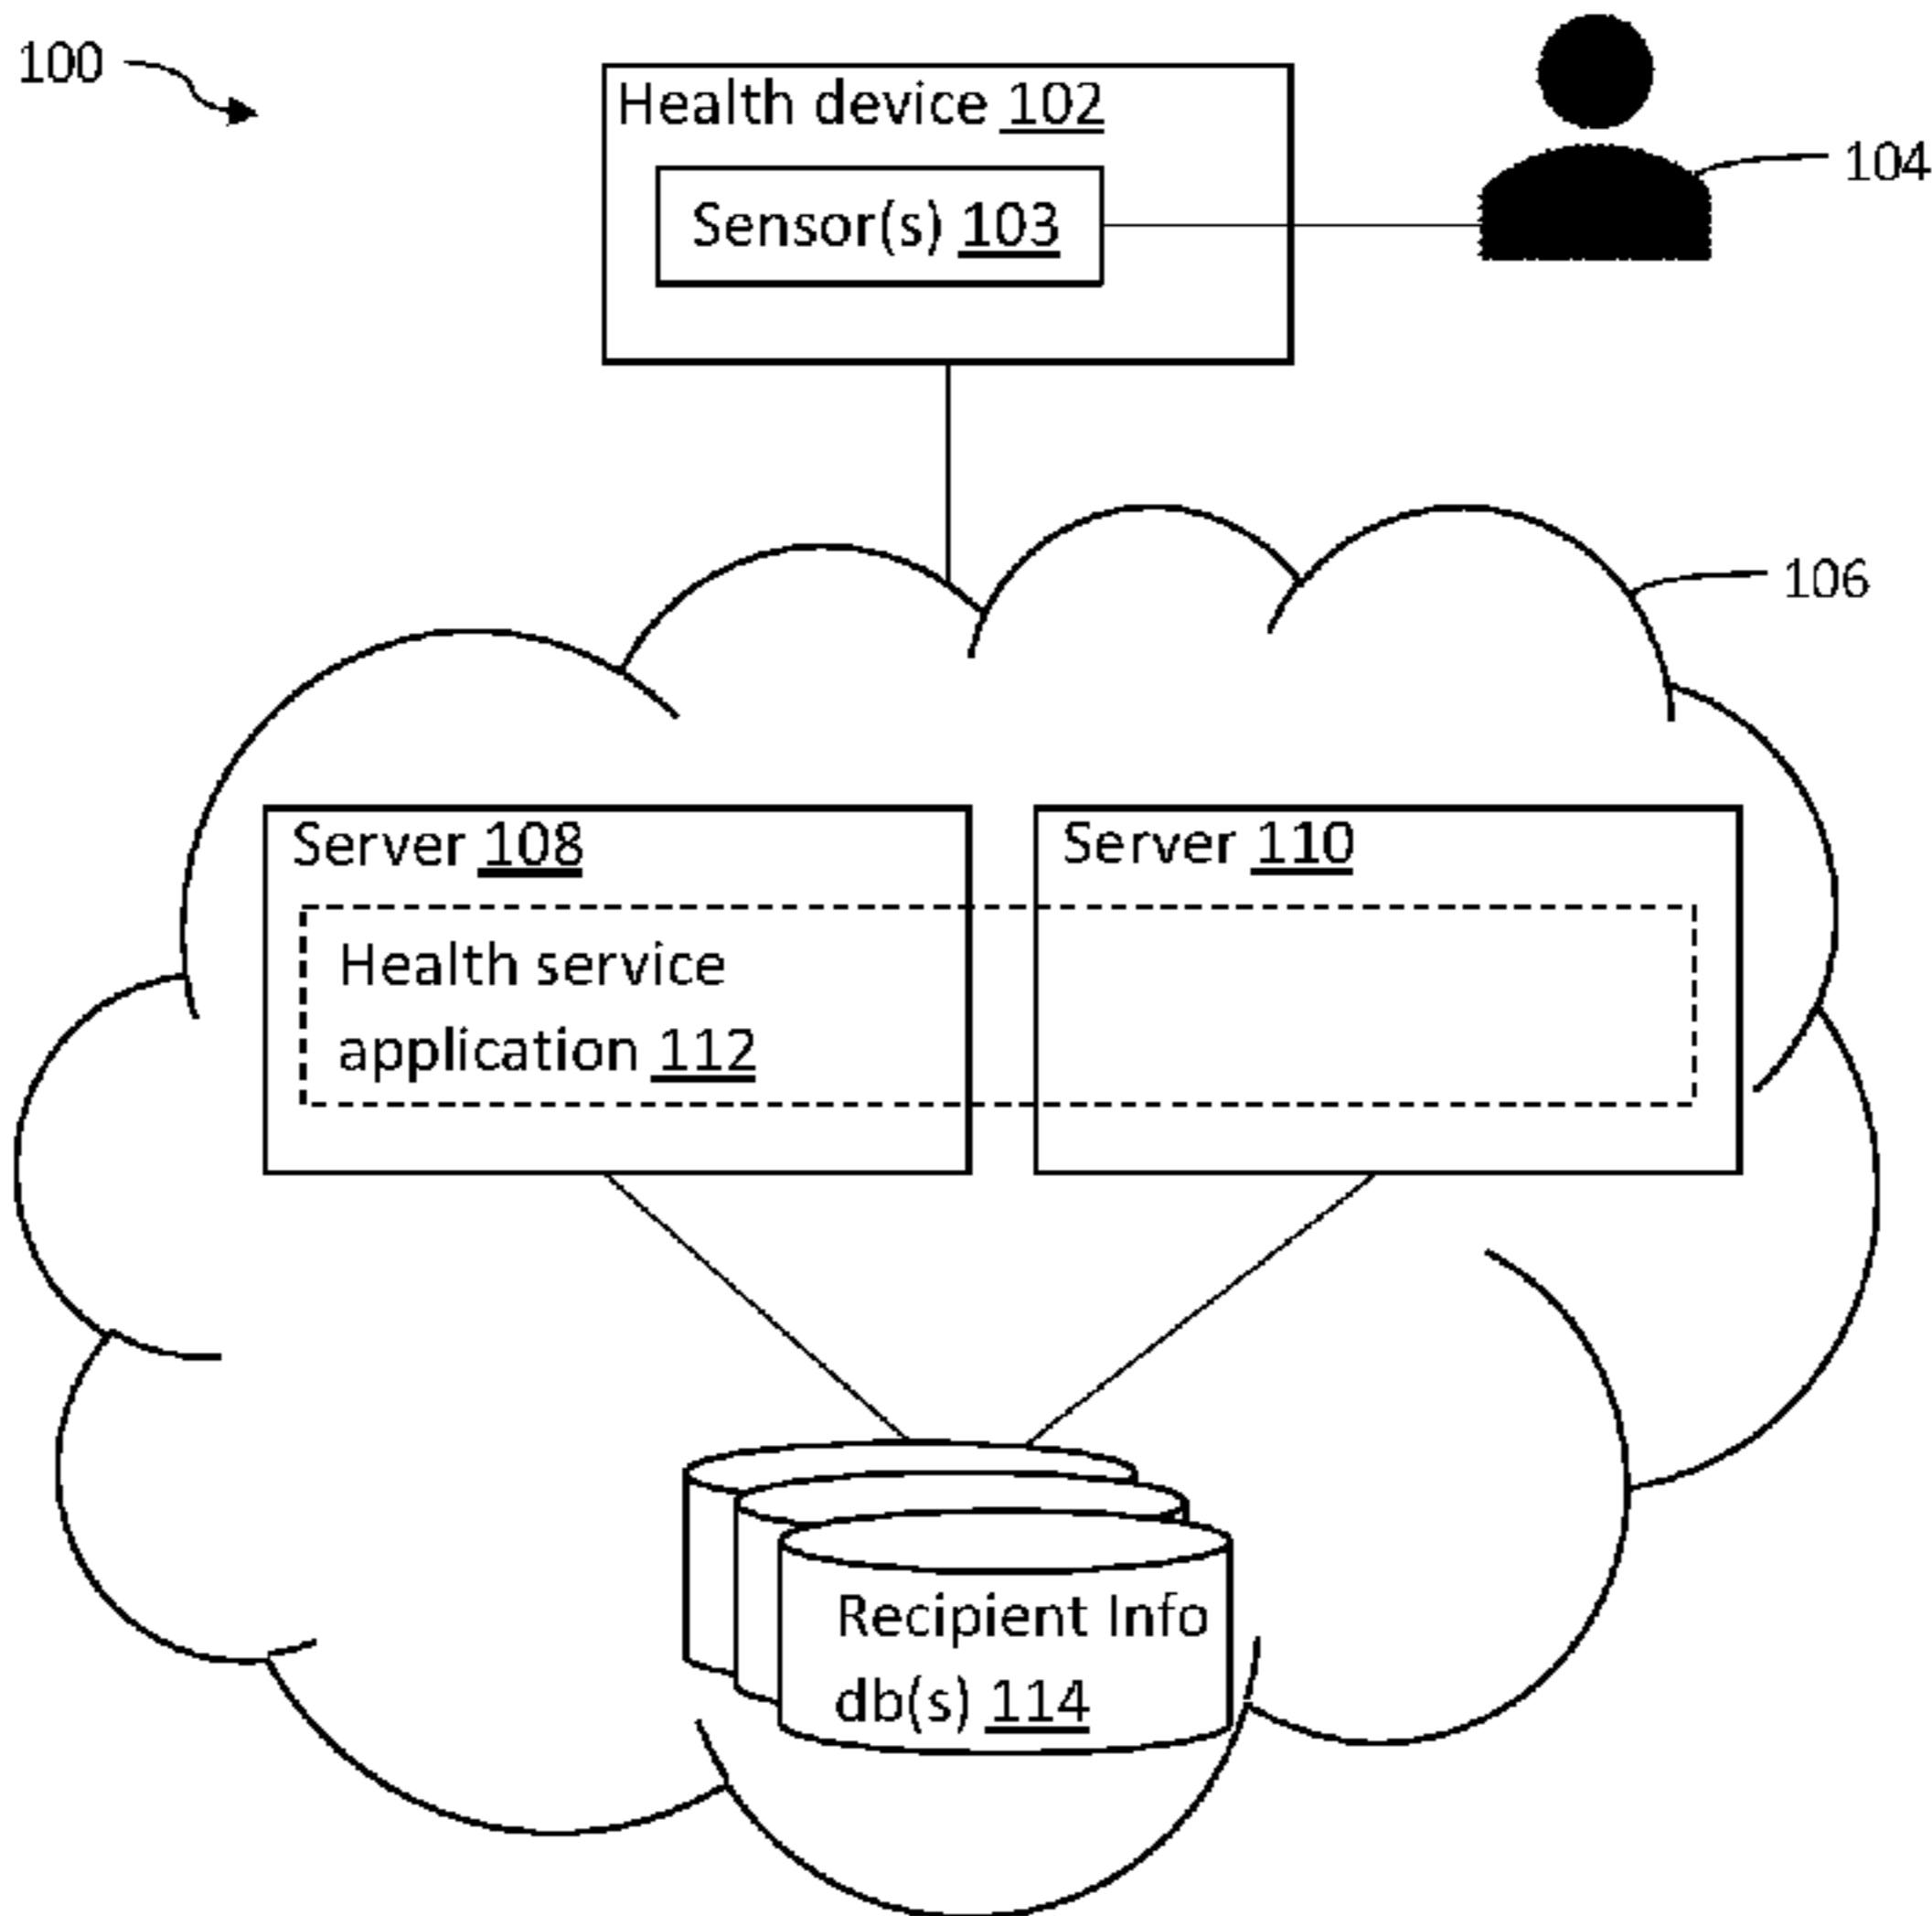 100
Health device 102
Sensor(s) 103
104
106
Server 108
Server 110
Health service
application 112
Recipient Info
db(s) 114